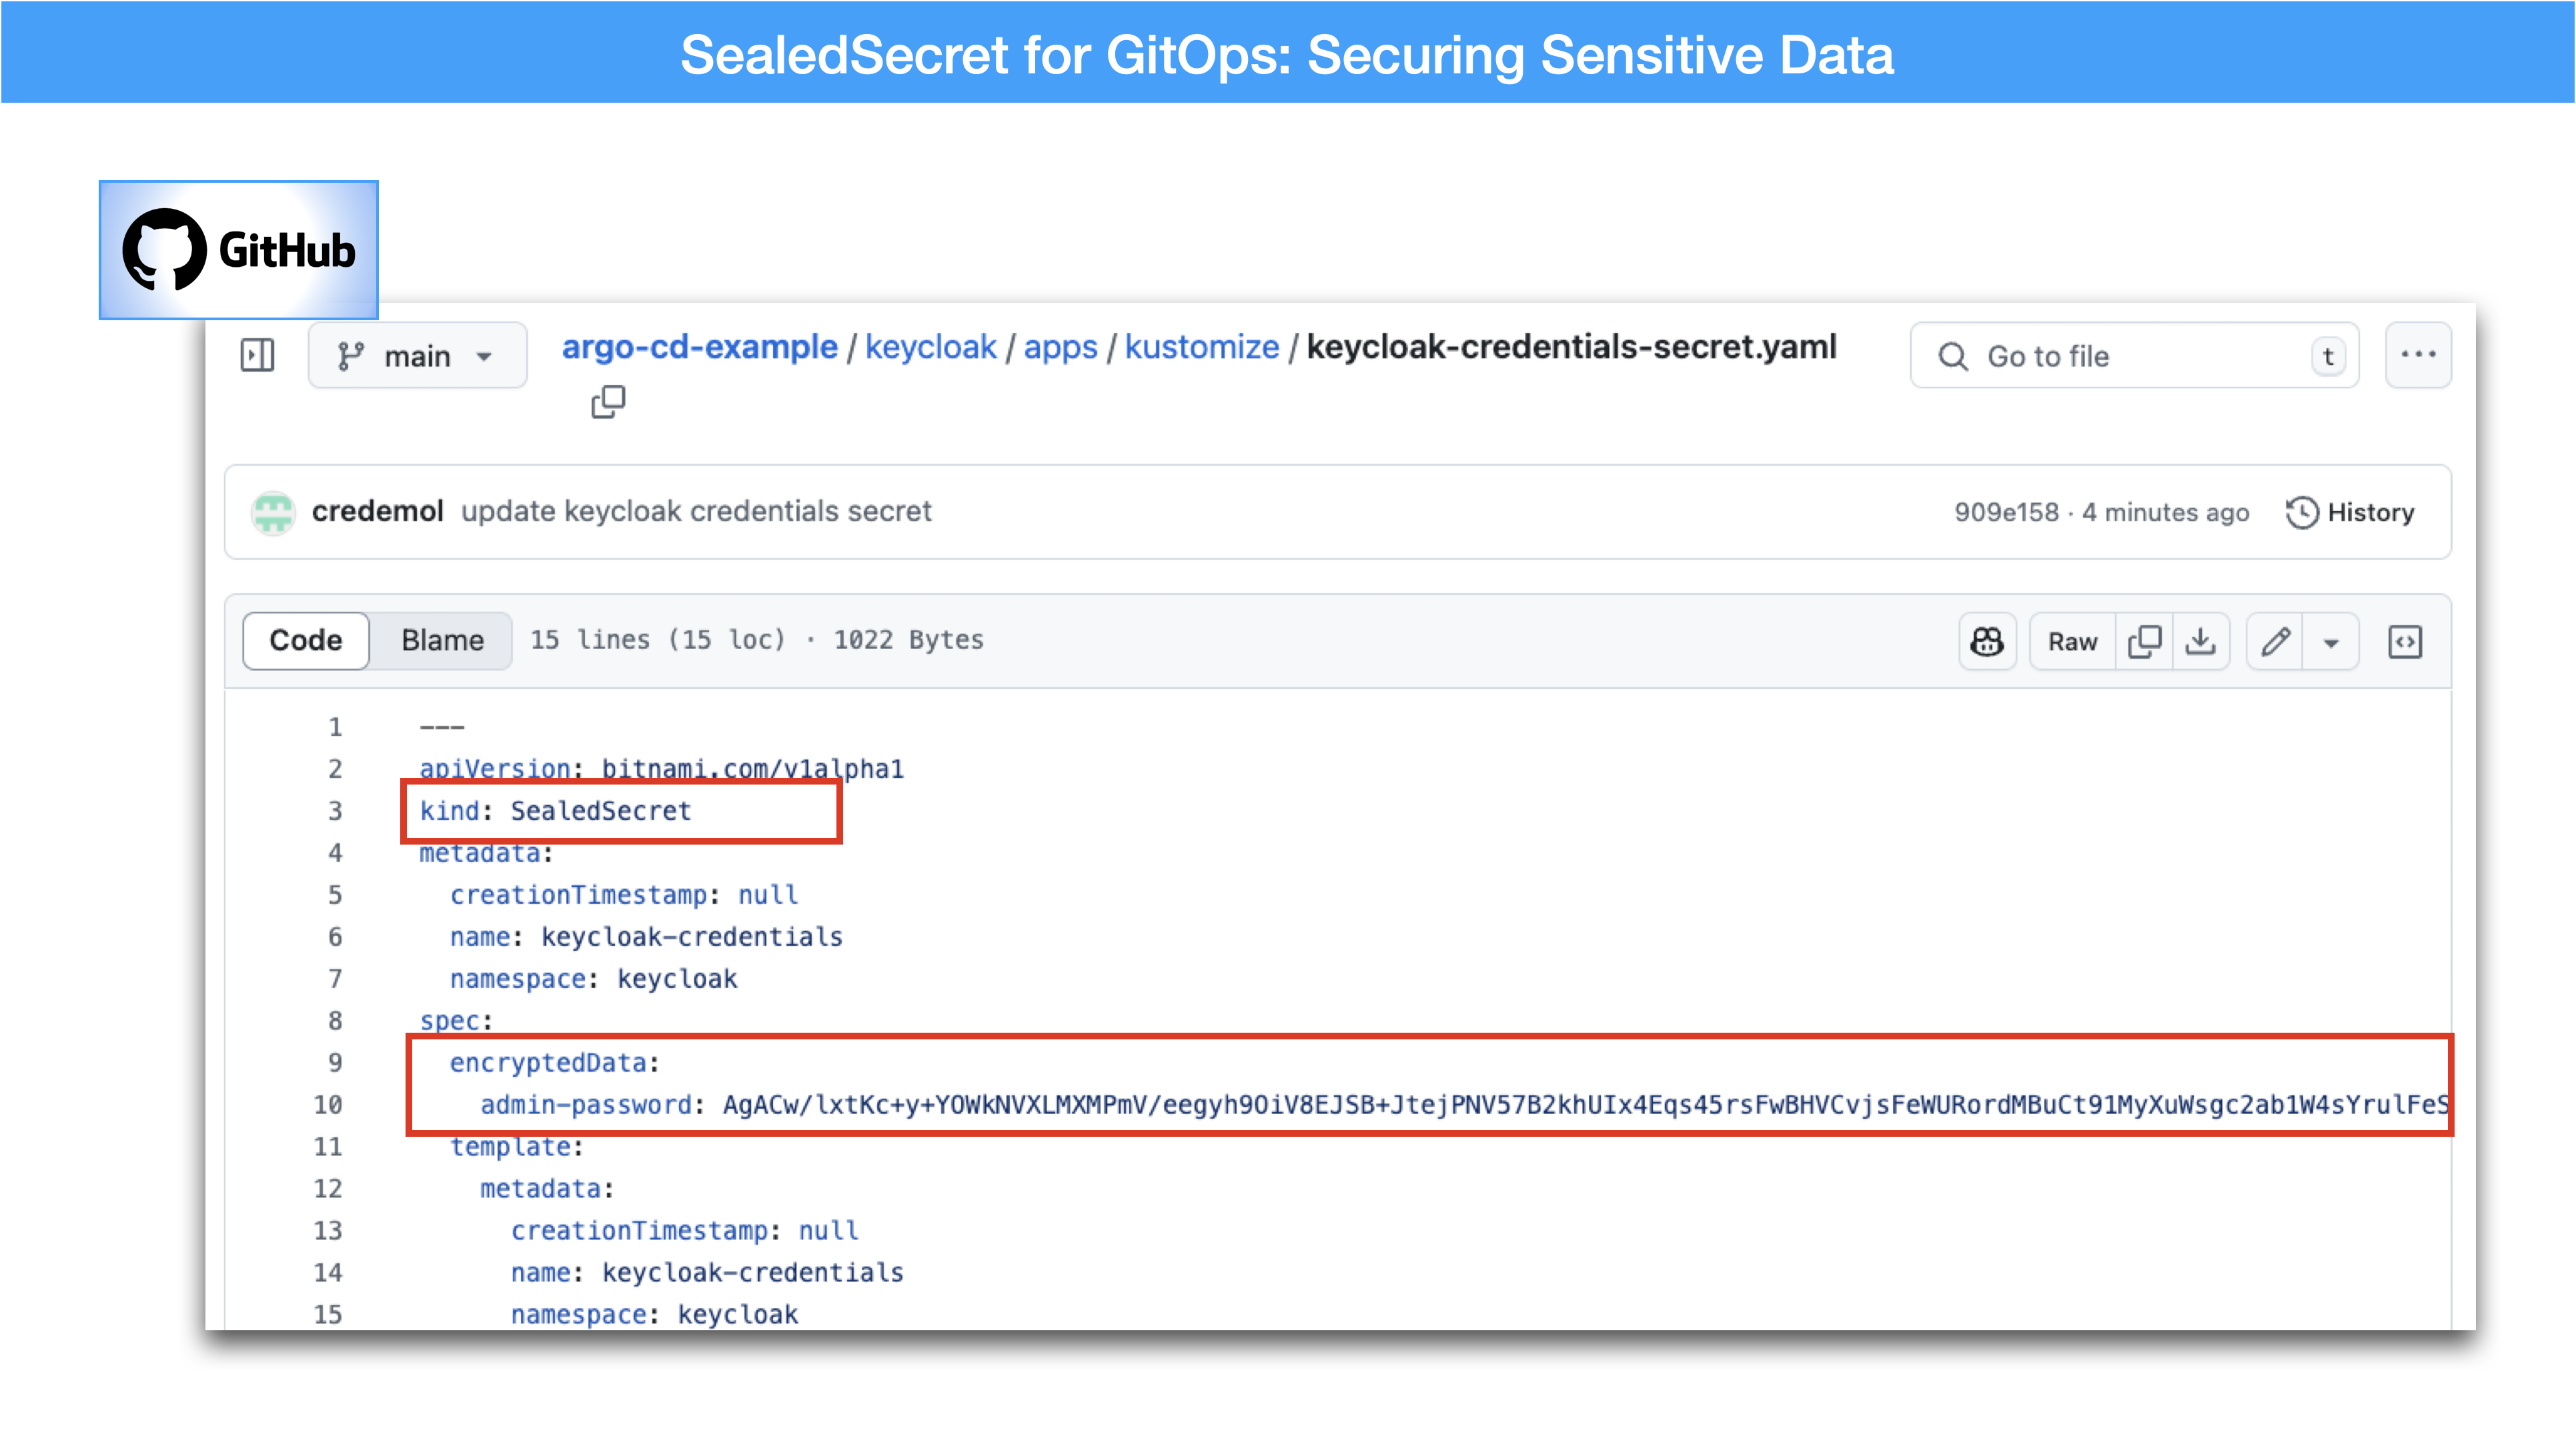 SealedSecret for GitOps: Securing Sensitive Data
GitHub
main
argo-cd-example / keycloak / apps / kustomize / keycloak-credentials-secret.yaml
Go to file
t
credemol update keycloak credentials secret
909e158 · 4 minutes ago
History
Code
Blame
15 lines (15 loc) · 1022 Bytes
Raw
1 ---
2 apiVersion: bitnami.com/v1alpha1
3 kind: SealedSecret
4 metadata:
5 creationTimestamp: null
6 name: keycloak-credentials
7 namespace: keycloak
8 spec:
9 encryptedData:
10 admin-password: AgACw/lxtKc+y+YOWkNVXLMXMPmV/eegyh9OiV8EJSB+JtejPNV57B2khUIx4Eqs45rsFwBHVCvjsFeWURordMBuCt91MyXuWsgc2ab1W4sYrulFeS
11 template:
12 metadata:
13 creationTimestamp: null
14 name: keycloak-credentials
15 namespace: keycloak